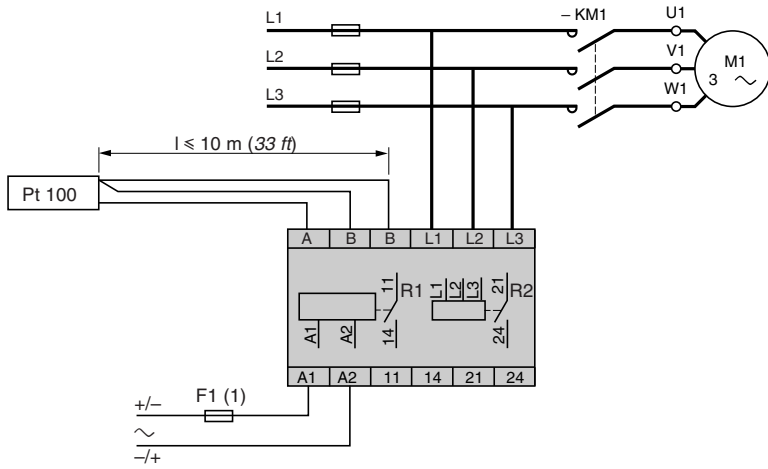 L1
– KM1
U1
L2
V1
M1
3 ∼
L3
W1
l ≤ 10 m (33 ft)
Pt 100
A B B L1 L2 L3
11 R1 L1 L2 L3 21 R2
A1 A2 14 24
A1 A2 11 14 21 24
F1 (1)
+/–
∼
–/+